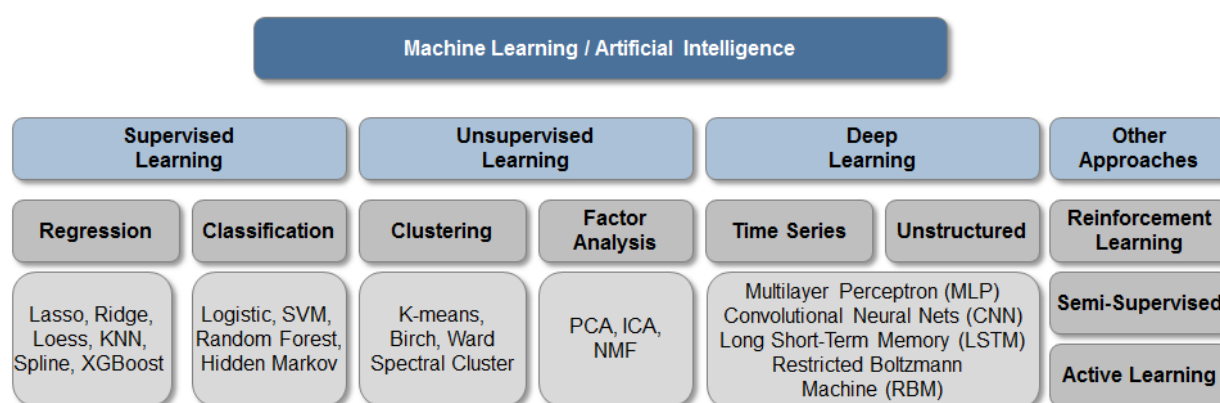 Machine Learning / Artificial Intelligence
Supervised
Learning
Unsupervised
Learning
Deep
Learning
Other
Approaches
Regression
Classification
Clustering
Factor
Analysis
Time Series
Unstructured
Reinforcement
Learning
Lasso, Ridge,
Loess, KNN,
Spline, XGBoost
Logistic, SVM,
Random Forest,
Hidden Markov
K-means,
Birch, Ward
Spectral Cluster
PCA, ICA,
NMF
Multilayer Perceptron (MLP)
Convolutional Neural Nets (CNN)
Long Short-Term Memory (LSTM)
Restricted Boltzmann
Machine (RBM)
Semi-Supervised
Active Learning